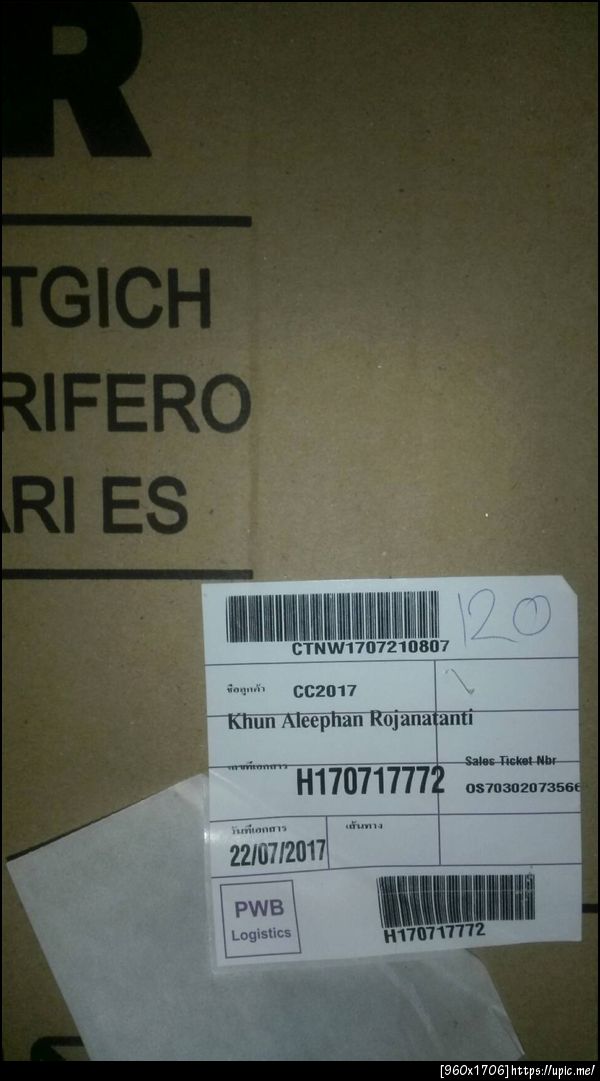 R
TGICH
RIFERO
ARI ES
CTNW1707210807
120
ชื่อลูกค้า CC2017
Khun Aleephan Rojanatanti
เลขที่เอกสาร H170717772
Sales Ticket Nbr
OS70302073566
วันที่เอกสาร
22/07/2017
เส้นทาง
PWB
Logistics
H170717772
[960x1706]https://upic.me/